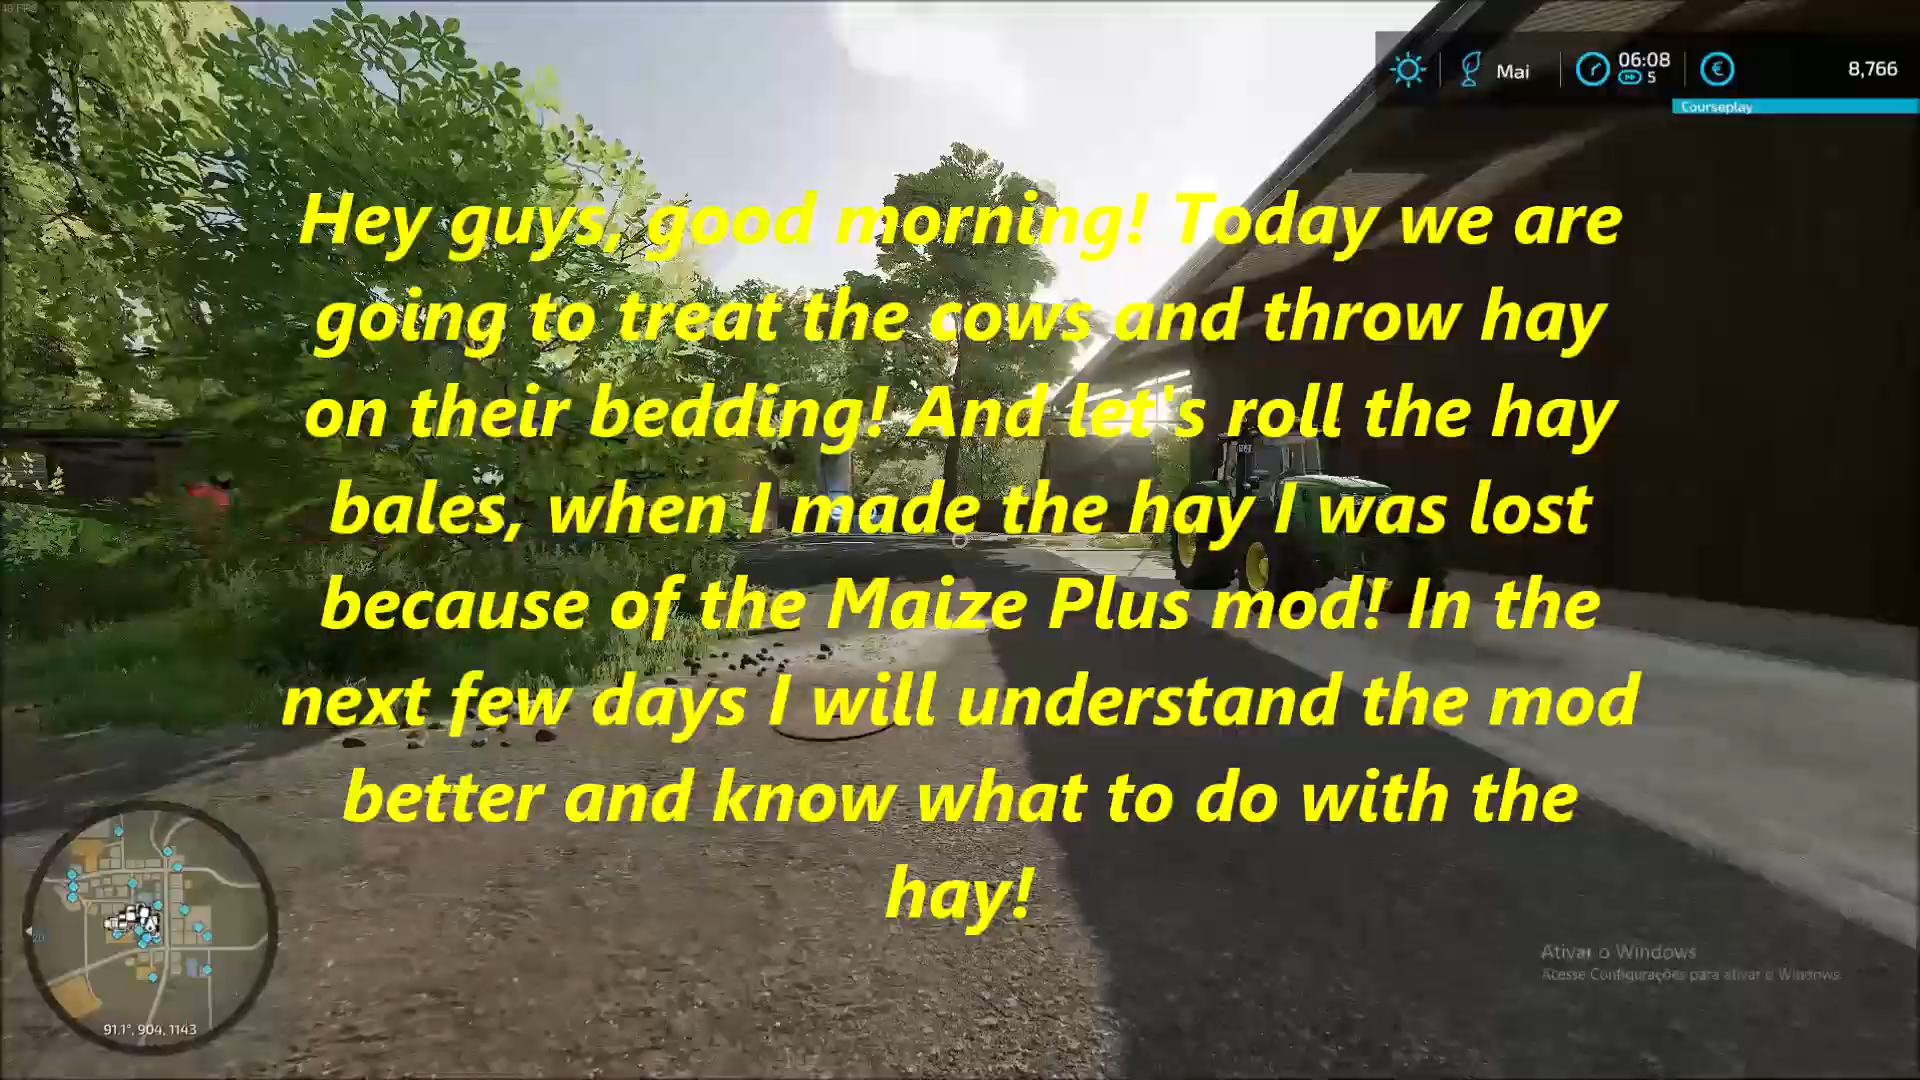 48 FPS
Mai
06:08
5
8,766
Courseplay
Hey guys, good morning! Today we are
going to treat the cows and throw hay
on their bedding! And let's roll the hay
bales, when I made the hay I was lost
because of the Maize Plus mod! In the
next few days I will understand the mod
better and know what to do with the
hay!
20
Ativar o Windows
Acesse Configurações para ativar o Windows.
91.1°, 904, 1143